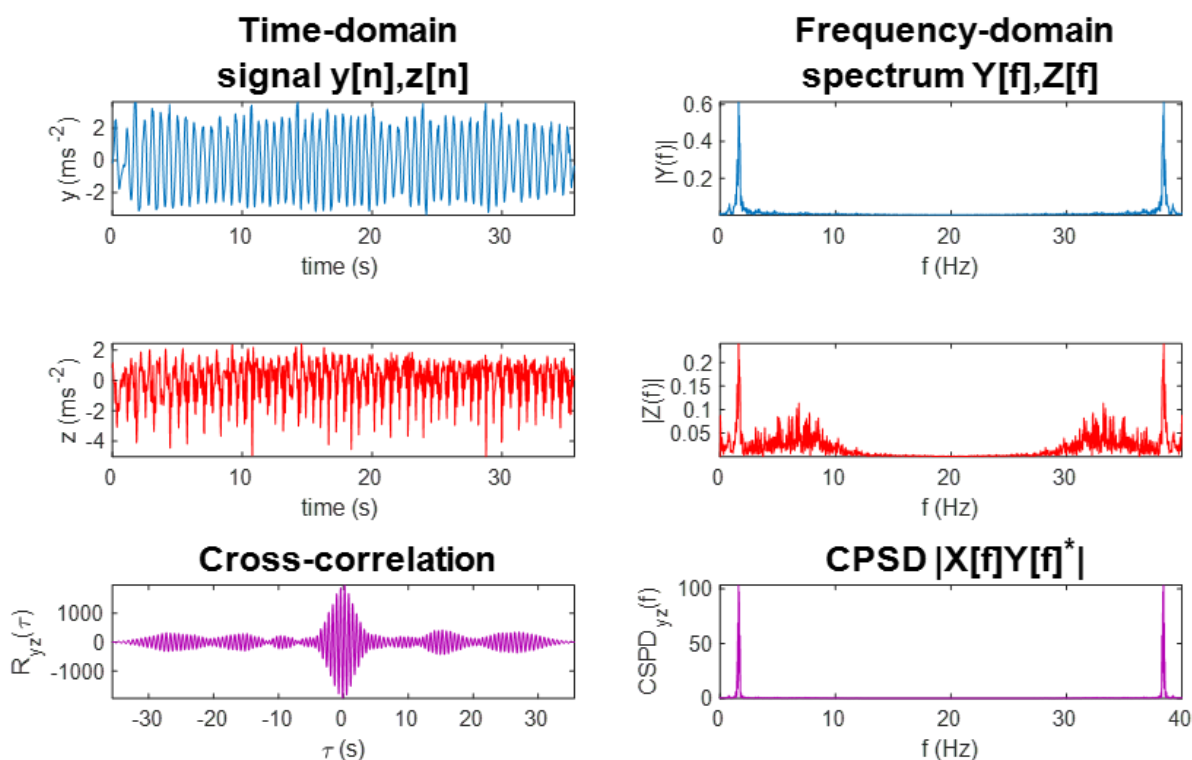 Time-domain
signal y[n],z[n]
Frequency-domain
spectrum Y[f],Z[f]
y (ms⁻²)
2
0
-2
0 10 20 30
time (s)
|Y(f)|
0.6
0.4
0.2
0 10 20 30 40
f (Hz)
z (ms⁻²)
2
0
-2
-4
0 10 20 30
time (s)
|Z(f)|
0.2
0.15
0.1
0.05
0 10 20 30 40
f (Hz)
Cross-correlation
R_yz(τ)
1000
0
-1000
-30 -20 -10 0 10 20 30
τ (s)
CPSD |X[f]Y[f]*|
CSPD_yz(f)
100
50
0
0 10 20 30 40
f (Hz)